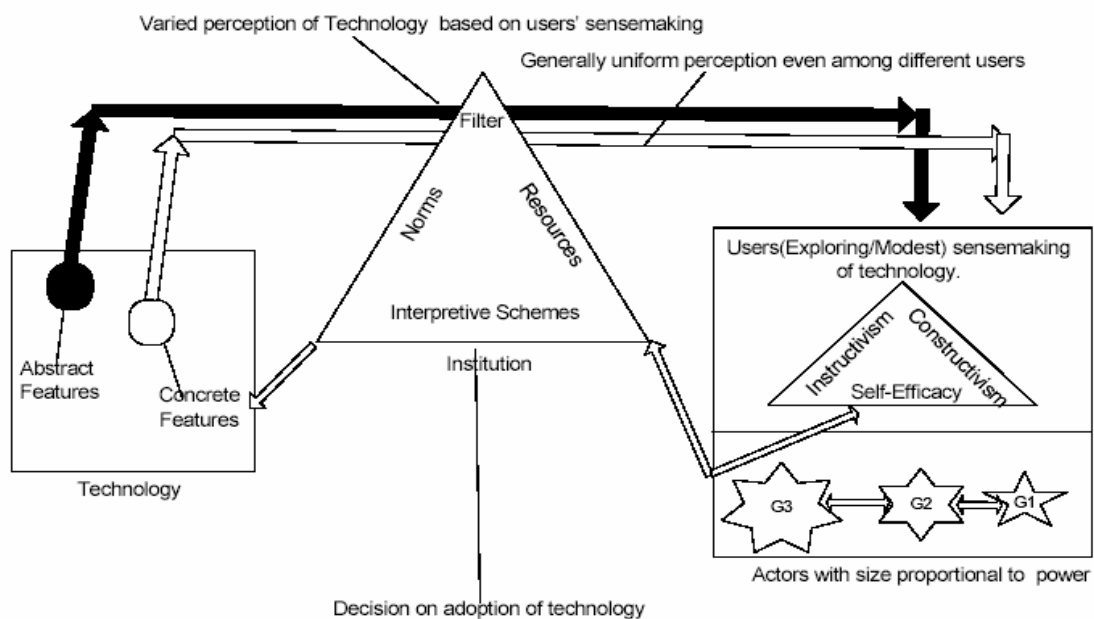 Varied perception of Technology based on users' sensemaking
Generally uniform perception even among different users
Filter
Norms
Resources
Interpretive Schemes
Institution
Users(Exploring/Modest) sensemaking
of technology.
Instructivism
Constructivism
Self-Efficacy
Abstract
Features
Concrete
Features
Technology
G3
G2
G1
Actors with size proportional to power
Decision on adoption of technology